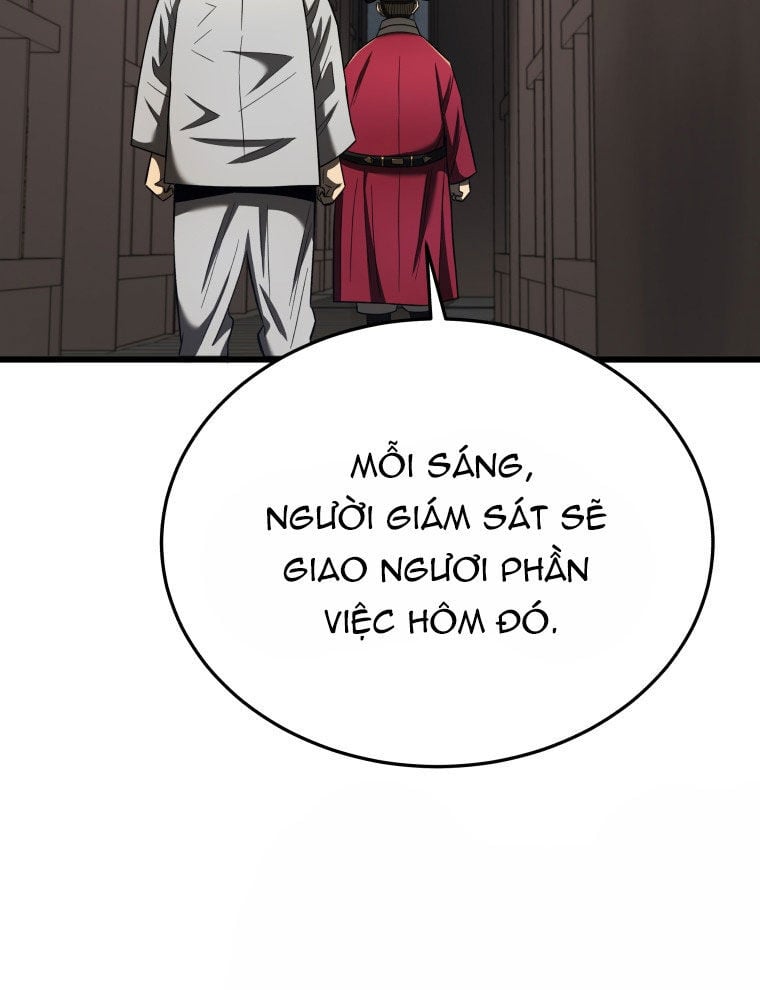 MỖI SÁNG,
NGƯỜI GIÁM SÁT SẼ
GIAO NGƯƠI PHẦN
VIỆC HÔM ĐÓ.